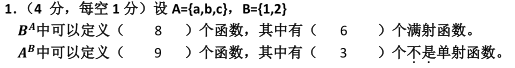 1.（4 分，每空 1 分）设 A={a,b,c}，B={1,2}
B^A中可以定义（ 8 ）个函数，其中有（ 6 ）个满射函数。
A^B中可以定义（ 9 ）个函数，其中有（ 3 ）个不是单射函数。